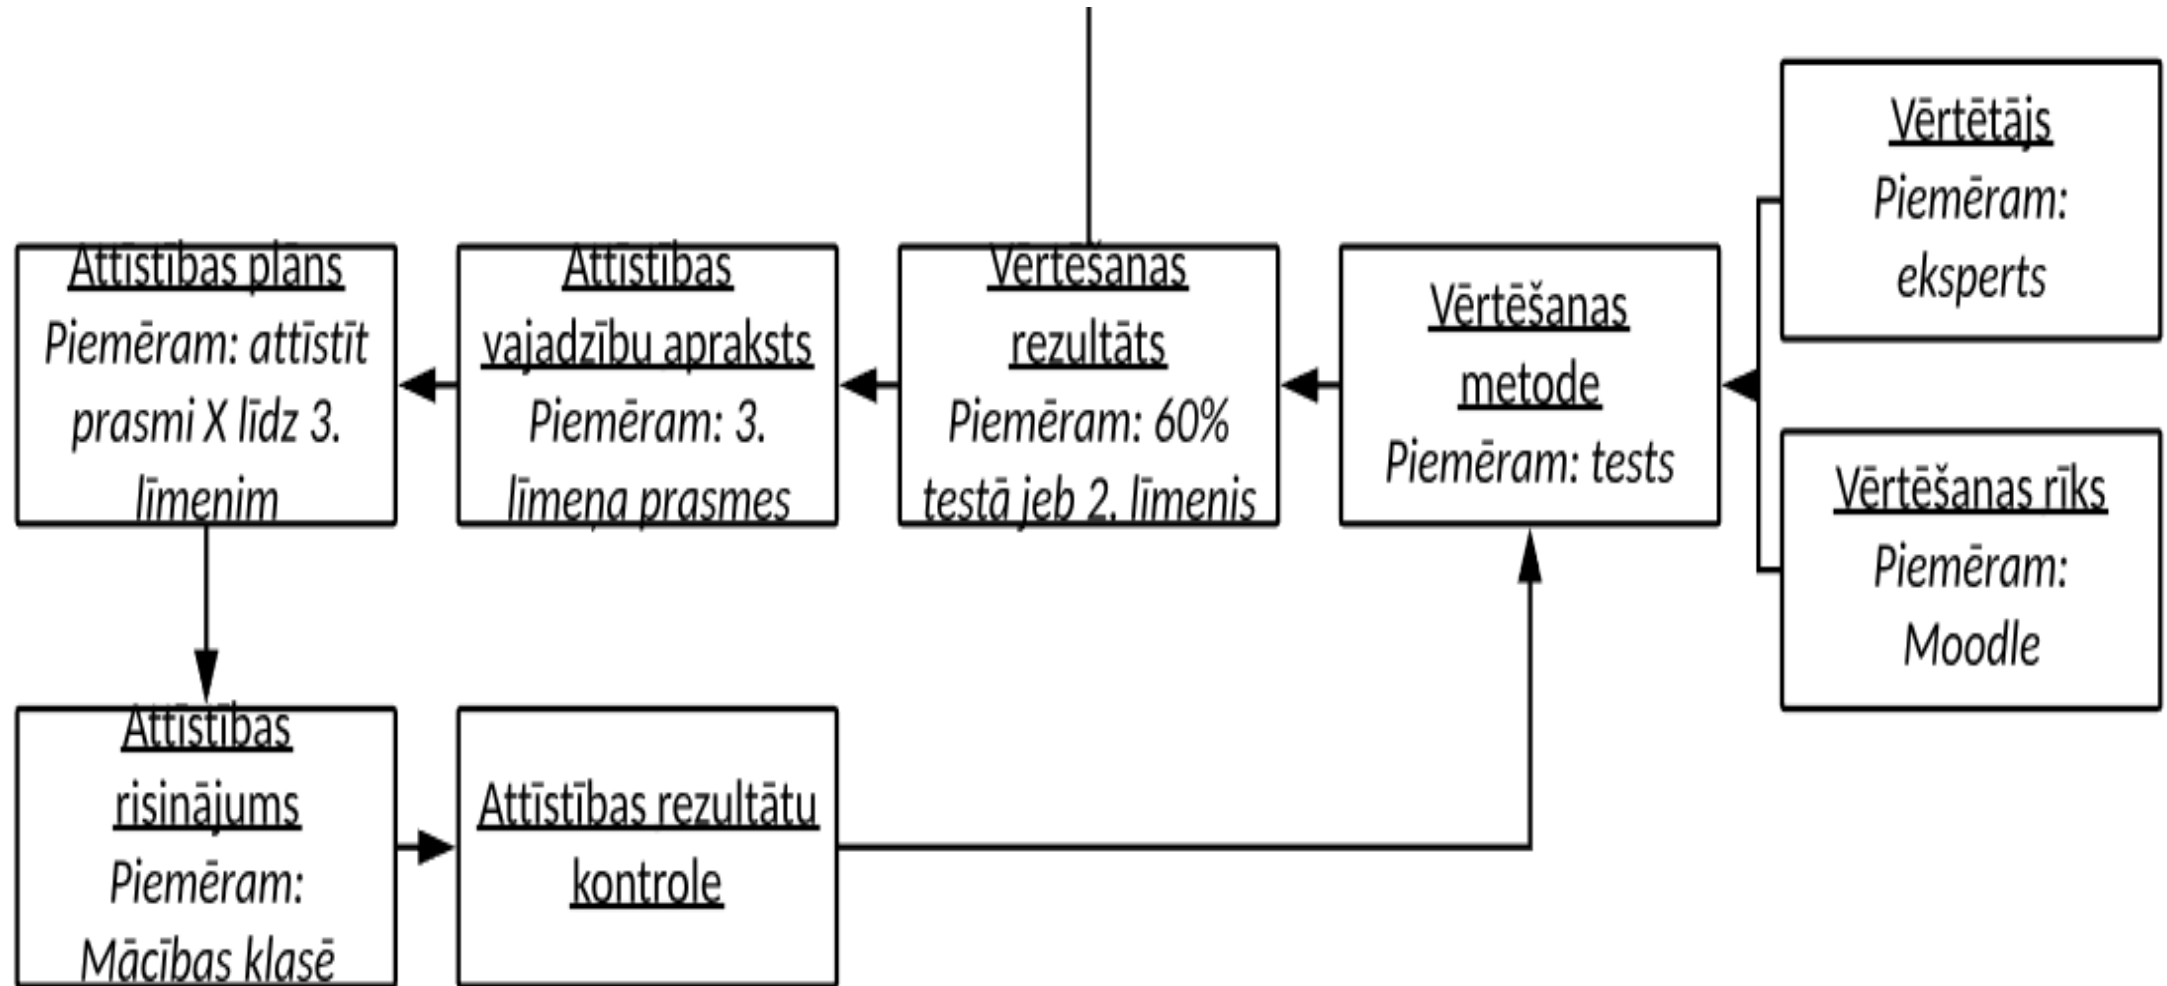 Vērtētājs
Piemēram:
eksperts
Attīstības plāns
Piemēram: attīstīt
prasmi X līdz 3.
līmenim
Attīstības
vajadzību apraksts
Piemēram: 3.
līmeņa prasmes
Vērtēšanas
rezultāts
Piemēram: 60%
testā jeb 2. līmenis
Vērtēšanas
metode
Piemēram: tests
Vērtēšanas rīks
Piemēram:
Moodle
Attīstības
risinājums
Piemēram:
Mācības klasē
Attīstības rezultātu
kontrole